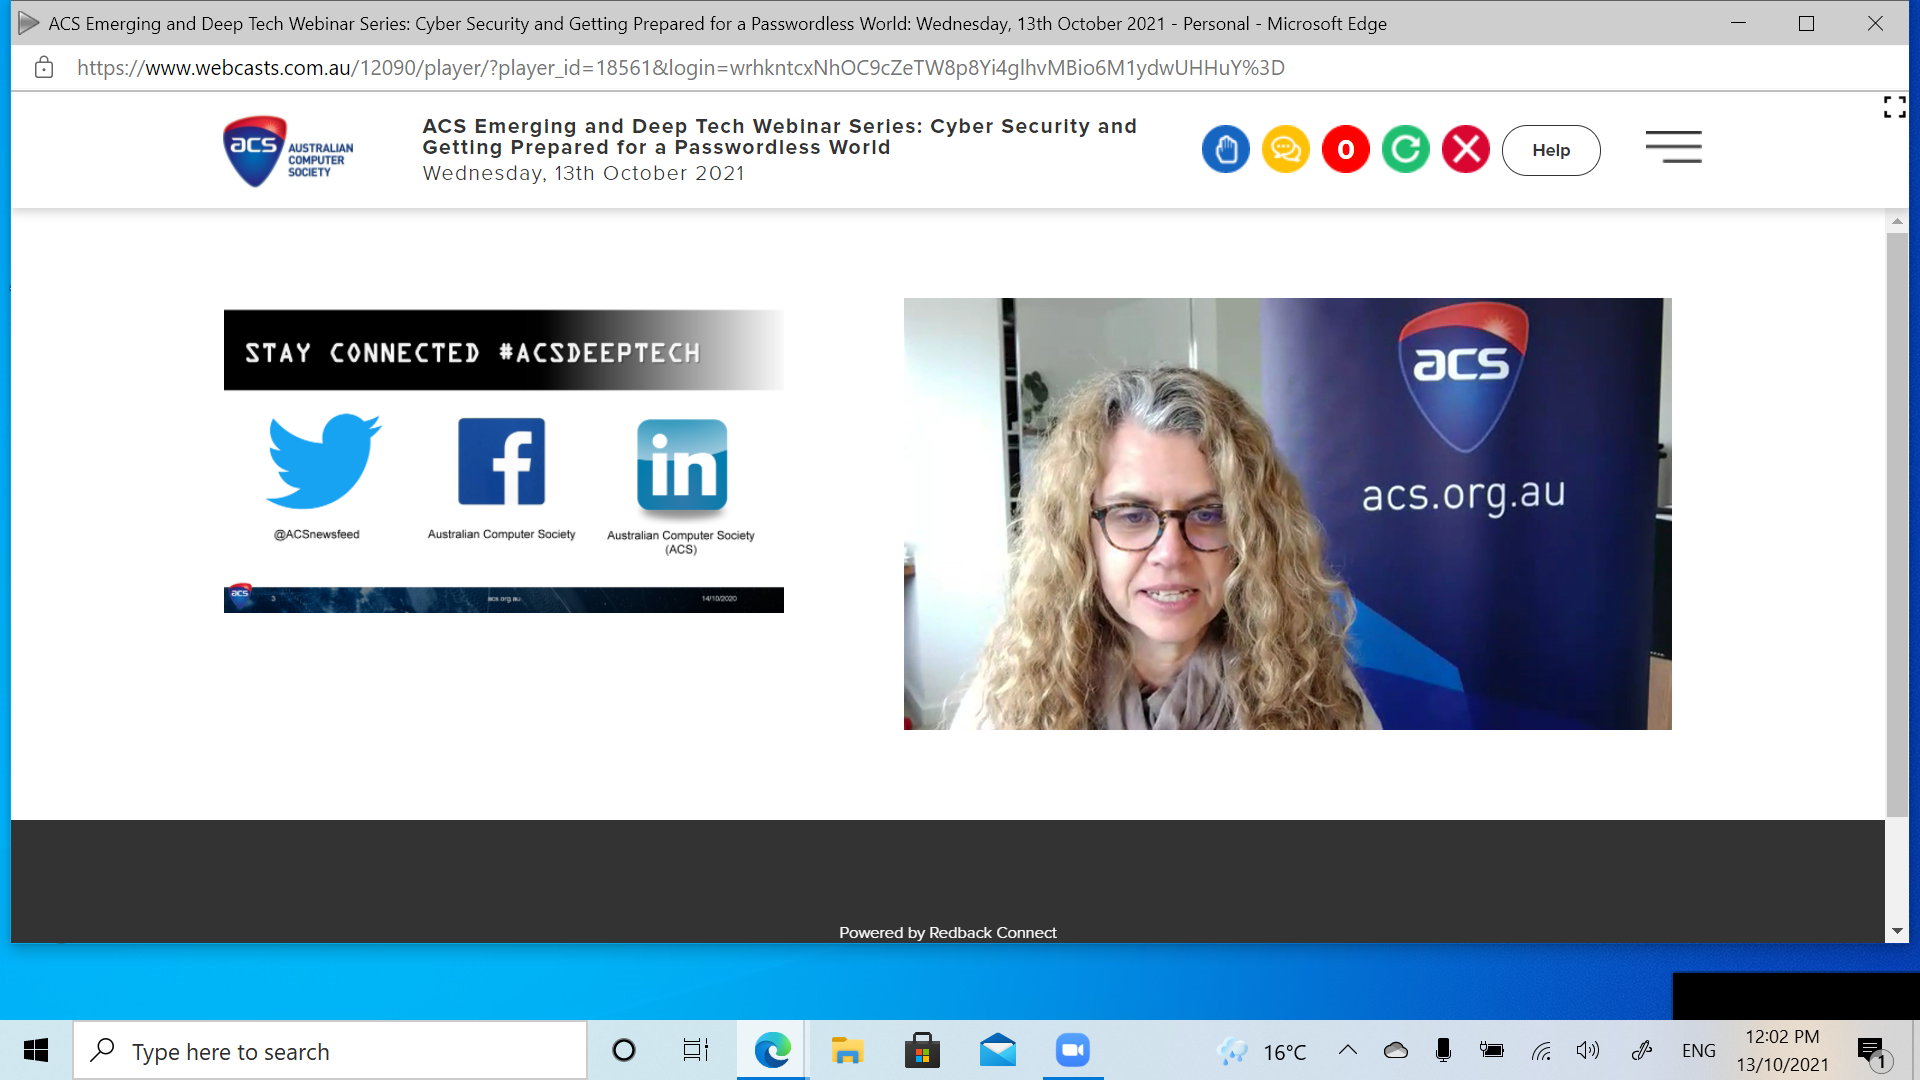 ACS Emerging and Deep Tech Webinar Series: Cyber Security and Getting Prepared for a Passwordless World: Wednesday, 13th October 2021 - Personal - Microsoft Edge
https://www.webcasts.com.au/12090/player/?player_id=18561&login=wrhkntcxNhOC9cZeTW8p8Yi4glhvMBio6M1ydwUHHuY%3D
acs
AUSTRALIAN
COMPUTER
SOCIETY
ACS Emerging and Deep Tech Webinar Series: Cyber Security and
Getting Prepared for a Passwordless World
Wednesday, 13th October 2021
0
Help
STAY CONNECTED #ACSDEEPTECH
f
in
@ACSnewsfeed
Australian Computer Society
Australian Computer Society
(ACS)
acs
3
acs.org.au
14/10/2020
acs
acs.org.au
Powered by Redback Connect
Type here to search
16°C
ENG
12:02 PM
13/10/2021
1